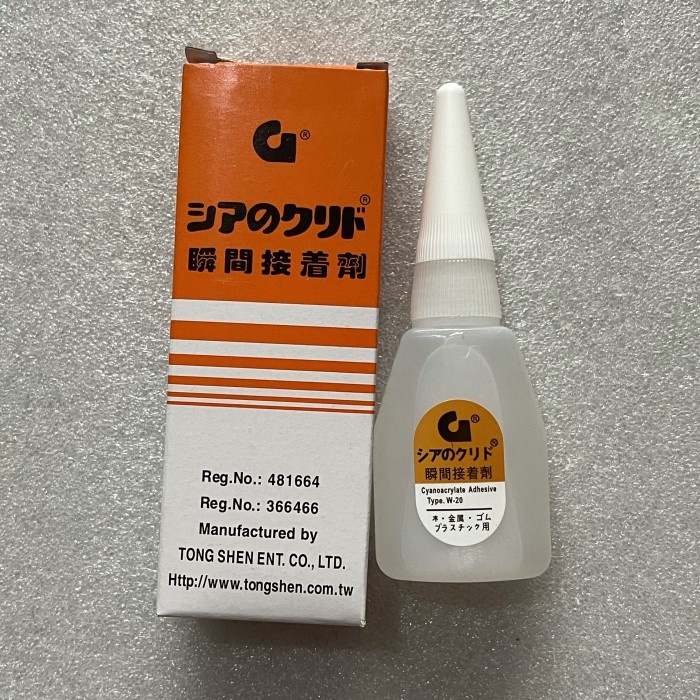 ®
シアのクリド®
瞬間接着劑
Reg.No.: 481664
Reg.No.: 366466
Manufactured by
TONG SHEN ENT. CO., LTD.
Http://www.tongshen.com.tw
®
シアのクリド®
瞬間接着劑
Cyanoacrylate Adhesive
Type. W-20
木・金属・ゴム
プラスチック用